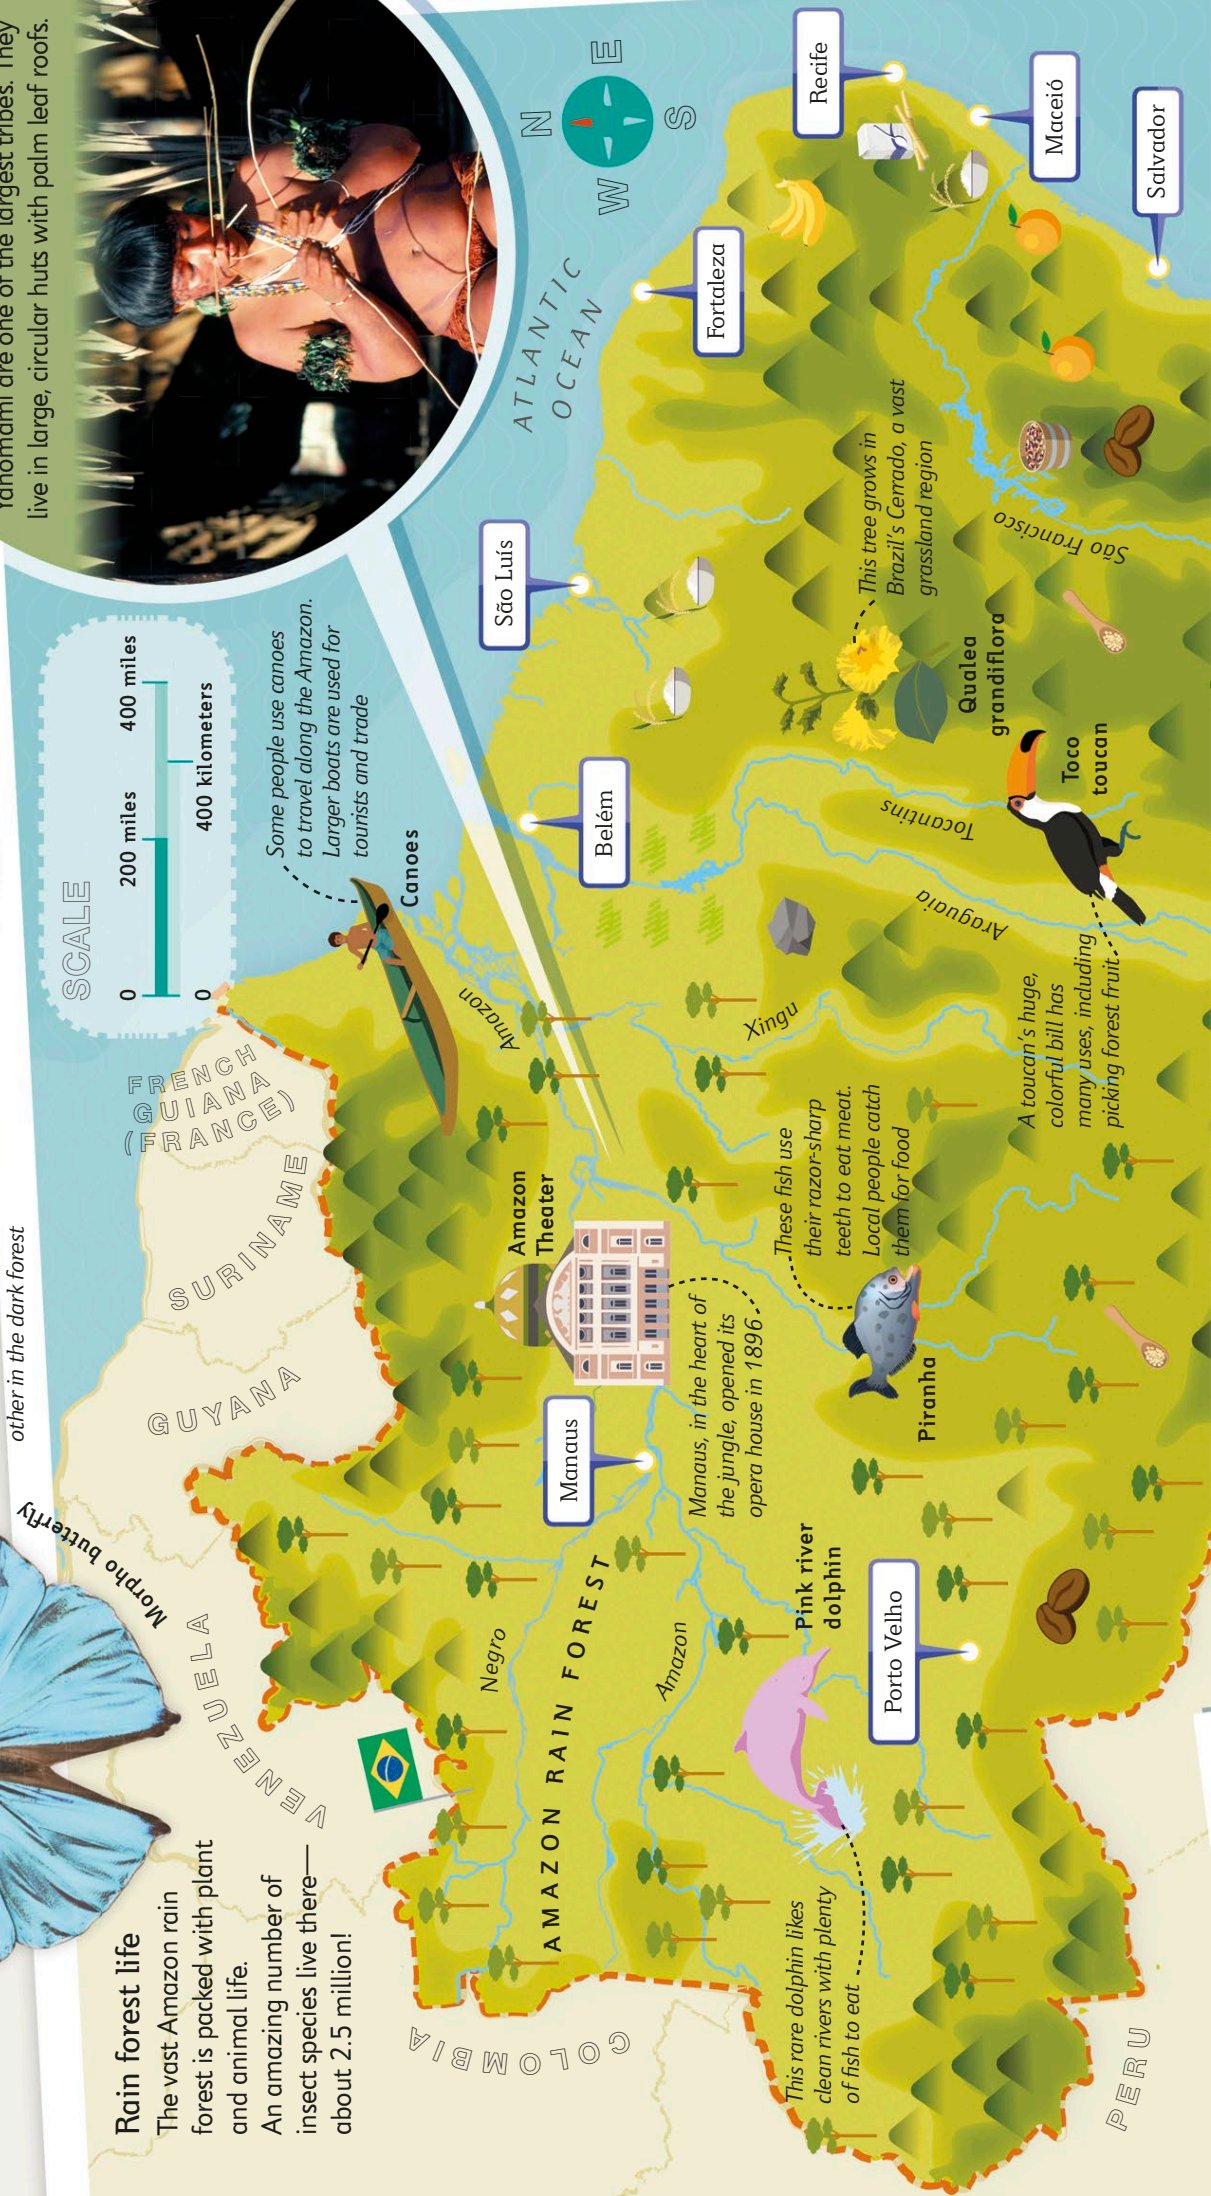 Yanomami are one of the largest tribes. They
live in large, circular huts with palm leaf roofs.
other in the dark forest
Morpho butterfly
Rain forest life
The vast Amazon rain
forest is packed with plant
and animal life.
An amazing number of
insect species live there—
about 2.5 million!
SCALE
0
200 miles
400 miles
0
400 kilometers
N
E
S
W
ATLANTIC
OCEAN
FRENCH
GUIANA
(FRANCE)
SURINAME
GUYANA
VENEZUELA
COLOMBIA
PERU
Some people use canoes
to travel along the Amazon.
Larger boats are used for
tourists and trade
Canoes
Amazon
Amazon
Theater
Manaus
Manaus, in the heart of
the jungle, opened its
opera house in 1896
Negro
AMAZON RAIN FOREST
Amazon
Pink river
dolphin
This rare dolphin likes
clean rivers with plenty
of fish to eat
Porto Velho
These fish use
their razor-sharp
teeth to eat meat.
Local people catch
them for food
Piranha
Xingu
Belém
São Luís
Fortaleza
Recife
Maceió
Salvador
This tree grows in
Brazil's Cerrado, a vast
grassland region
Qualea
grandiflora
São Francisco
Tocantins
Araguaia
Toco
toucan
A toucan's huge,
colorful bill has
many uses, including
picking forest fruit